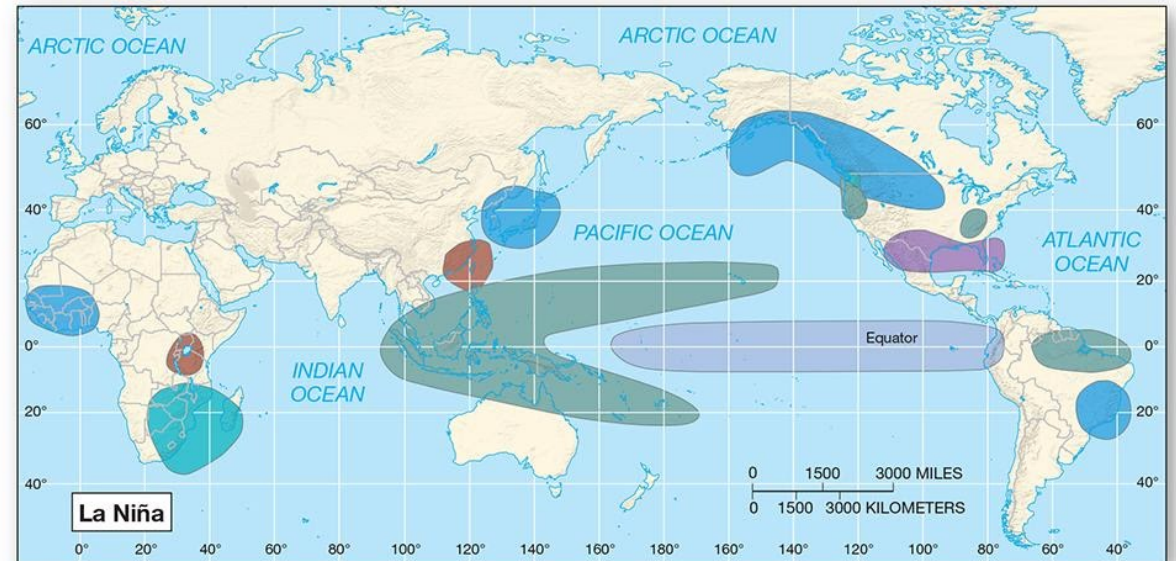 ARCTIC OCEAN
ARCTIC OCEAN
60°
60°
40°
40°
PACIFIC OCEAN
ATLANTIC
OCEAN
20°
20°
0°
Equator
0°
INDIAN
OCEAN
20°
20°
0 1500 3000 MILES
0 1500 3000 KILOMETERS
40°
40°
La Niña
0° 20° 40° 60° 80° 100° 120° 140° 160° 180° 160° 140° 120° 100° 80° 60° 40°